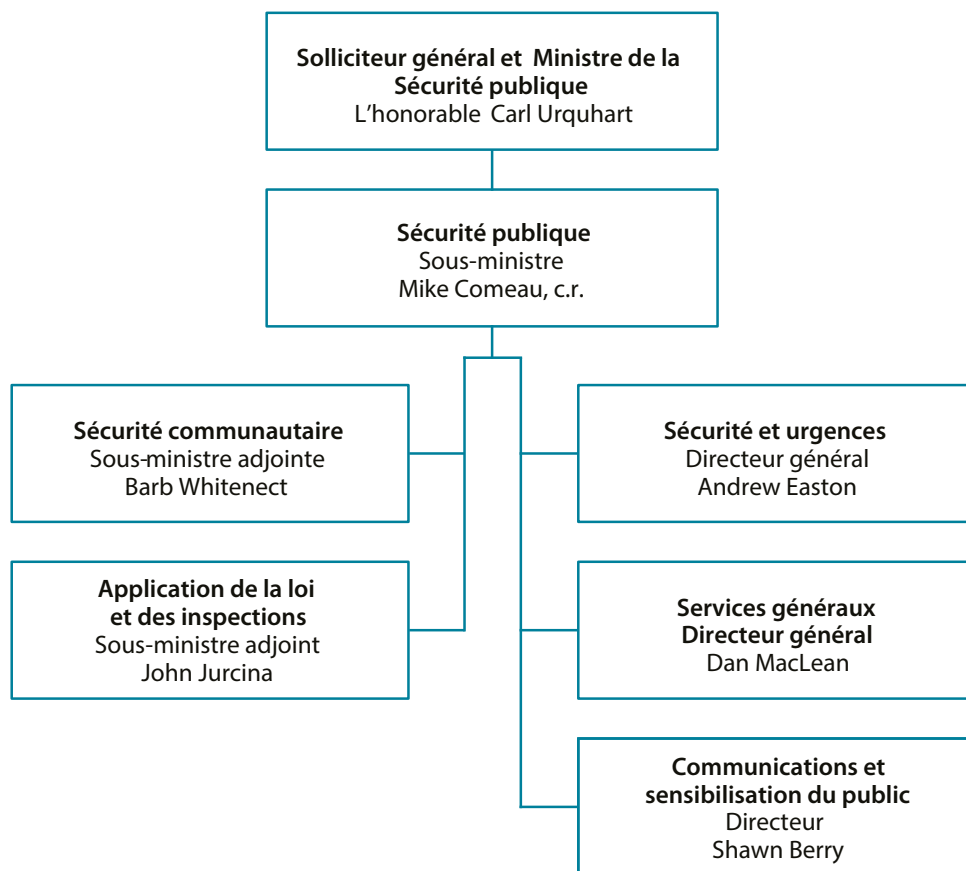 Solliciteur général et Ministre de la
Sécurité publique
L'honorable Carl Urquhart
Sécurité publique
Sous-ministre
Mike Comeau, c.r.
Sécurité communautaire
Sous-ministre adjointe
Barb Whitenect
Sécurité et urgences
Directeur général
Andrew Easton
Application de la loi
et des inspections
Sous-ministre adjoint
John Jurcina
Services généraux
Directeur général
Dan MacLean
Communications et
sensibilisation du public
Directeur
Shawn Berry